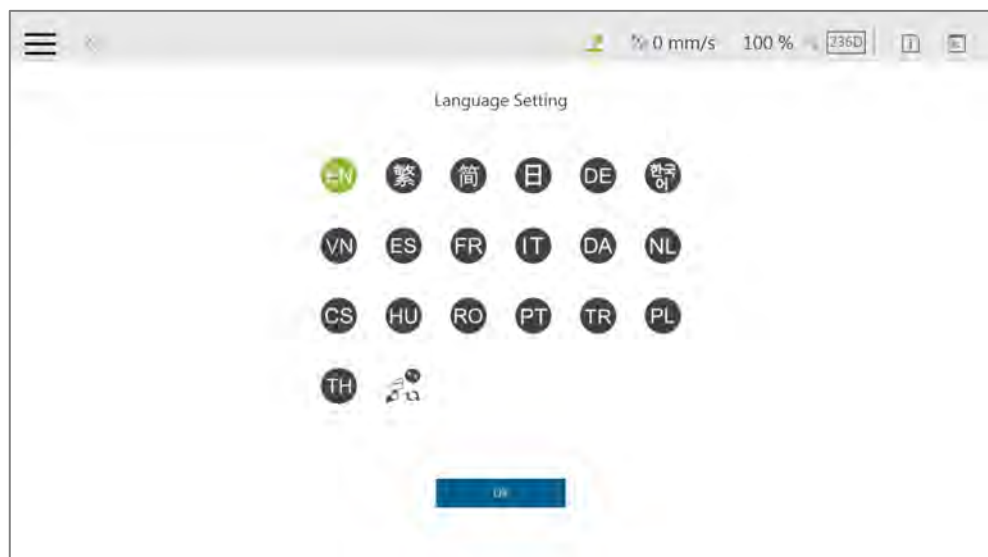 0 mm/s 100 % 236D
Language Setting
EN 繁 简 日 DE 한국어
VN ES FR IT DA NL
CS HU RO PT TR PL
TH
OK